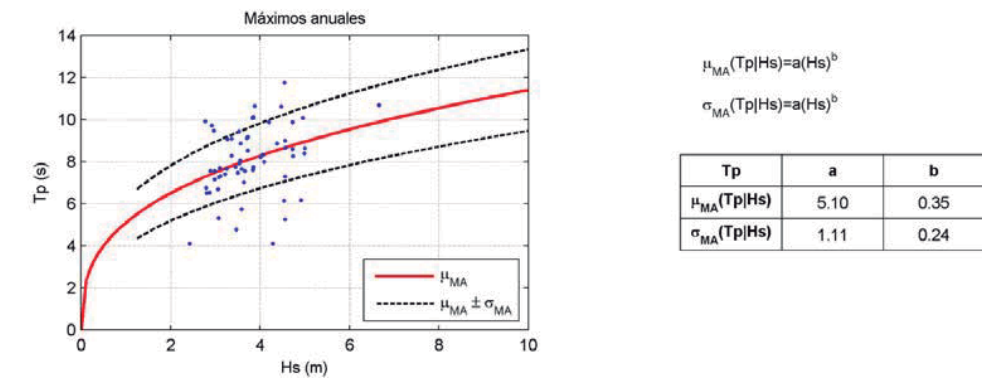 Máximos anuales
14
12
10
8
6
4
2
0
Tp (s)
0 2 4 6 8 10
Hs (m)
μMA
μMA ± σMA
μMA(Tp|Hs)=a(Hs)^b
σMA(Tp|Hs)=a(Hs)^b
Tp a b
μMA(Tp|Hs) 5.10 0.35
σMA(Tp|Hs) 1.11 0.24